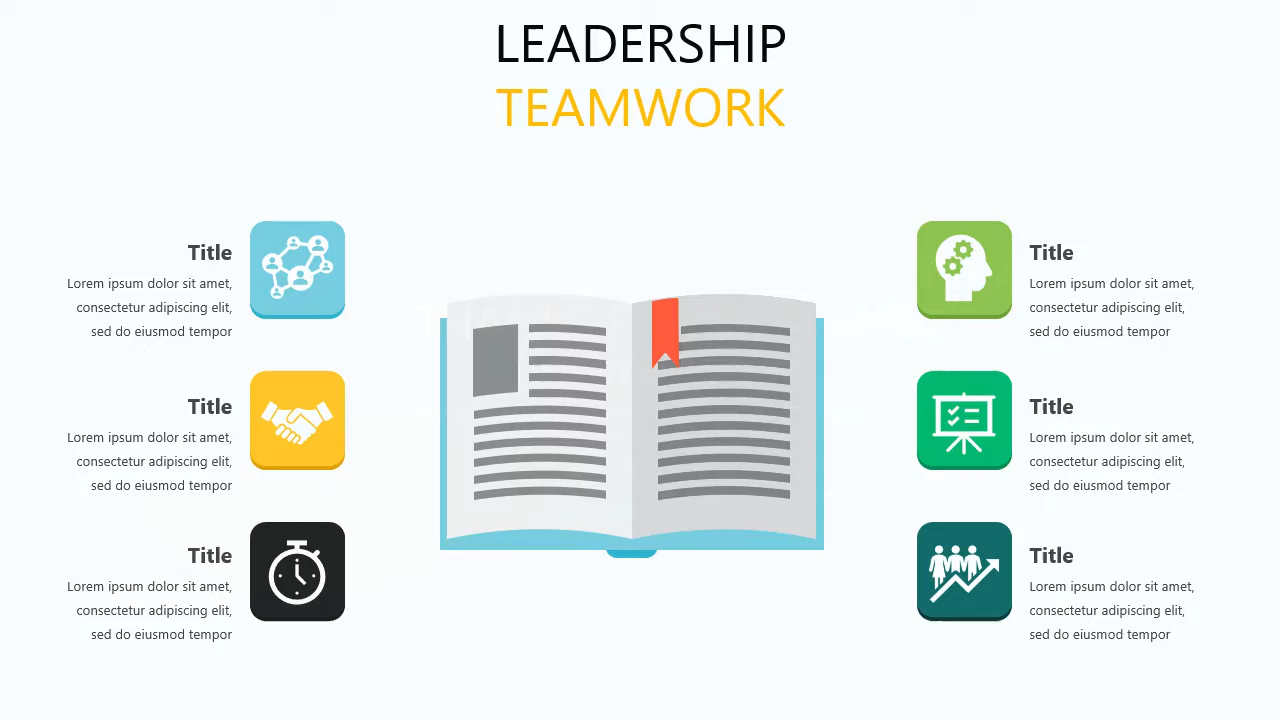 LEADERSHIP
TEAMWORK
Title
Lorem ipsum dolor sit amet,
consectetur adipiscing elit,
sed do eiusmod tempor
Title
Lorem ipsum dolor sit amet,
consectetur adipiscing elit,
sed do eiusmod tempor
Title
Lorem ipsum dolor sit amet,
consectetur adipiscing elit,
sed do eiusmod tempor
Title
Lorem ipsum dolor sit amet,
consectetur adipiscing elit,
sed do eiusmod tempor
Title
Lorem ipsum dolor sit amet,
consectetur adipiscing elit,
sed do eiusmod tempor
Title
Lorem ipsum dolor sit amet,
consectetur adipiscing elit,
sed do eiusmod tempor